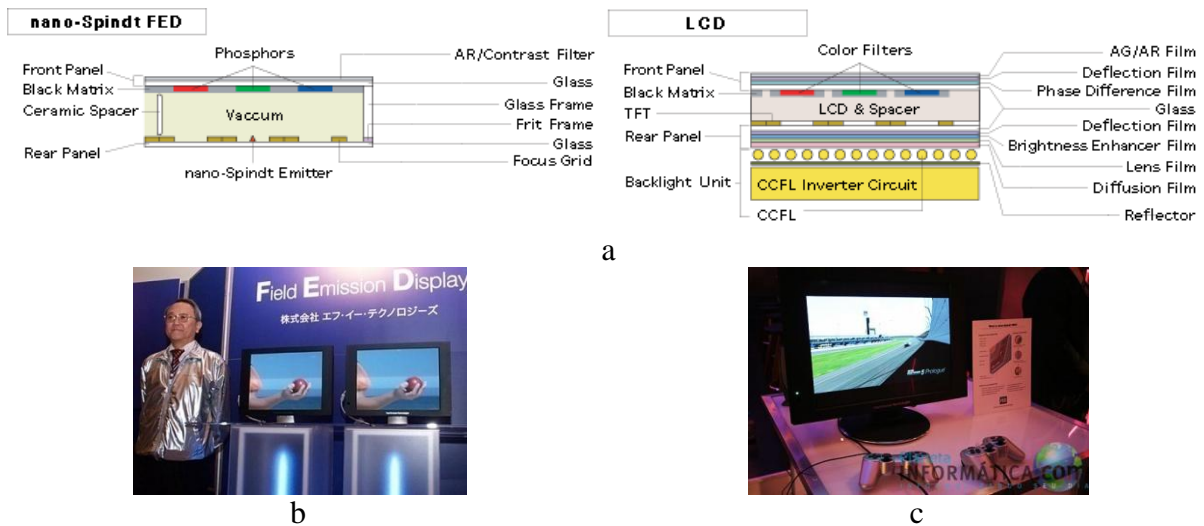 nano-Spindt FED
Phosphors
AR/Contrast Filter
Front Panel
Glass
Black Matrix
Glass Frame
Ceramic Spacer
Vaccum
Frit Frame
Glass
Rear Panel
Focus Grid
nano-Spindt Emitter
LCD
Color Filters
AG/AR Film
Front Panel
Deflection Film
Black Matrix
Phase Difference Film
LCD & Spacer
Glass
TFT
Deflection Film
Rear Panel
Brightness Enhancer Film
Lens Film
Backlight Unit
CCFL Inverter Circuit
Diffusion Film
CCFL
Reflector
a
Field Emission Display
株式会社 エフ・イー・テクノロジーズ
b
Prologue
INFORMÁTICA.com
c